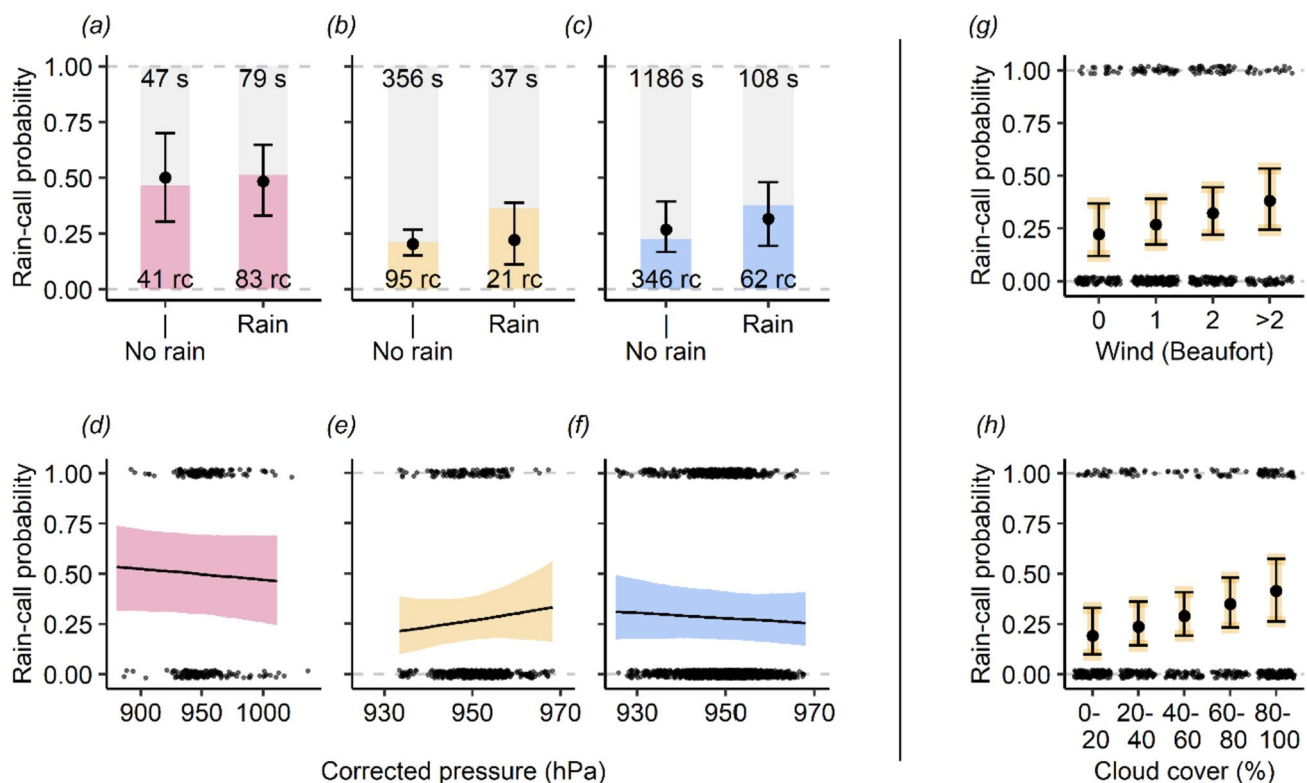 (a)
(b)
(c)
(g)
Rain-call probability
1.00
0.75
0.50
0.25
0.00
47 s
79 s
41 rc
83 rc
No rain
Rain
356 s
37 s
95 rc
21 rc
No rain
Rain
1186 s
108 s
346 rc
62 rc
No rain
Rain
Rain-call probability
1.00
0.75
0.50
0.25
0.00
0 1 2 >2
Wind (Beaufort)
(d)
(e)
(f)
(h)
Rain-call probability
1.00
0.75
0.50
0.25
0.00
900 950 1000
930 950 970
930 950 970
Corrected pressure (hPa)
Rain-call probability
1.00
0.75
0.50
0.25
0.00
0- 20- 40- 60- 80-
20 40 60 80 100
Cloud cover (%)